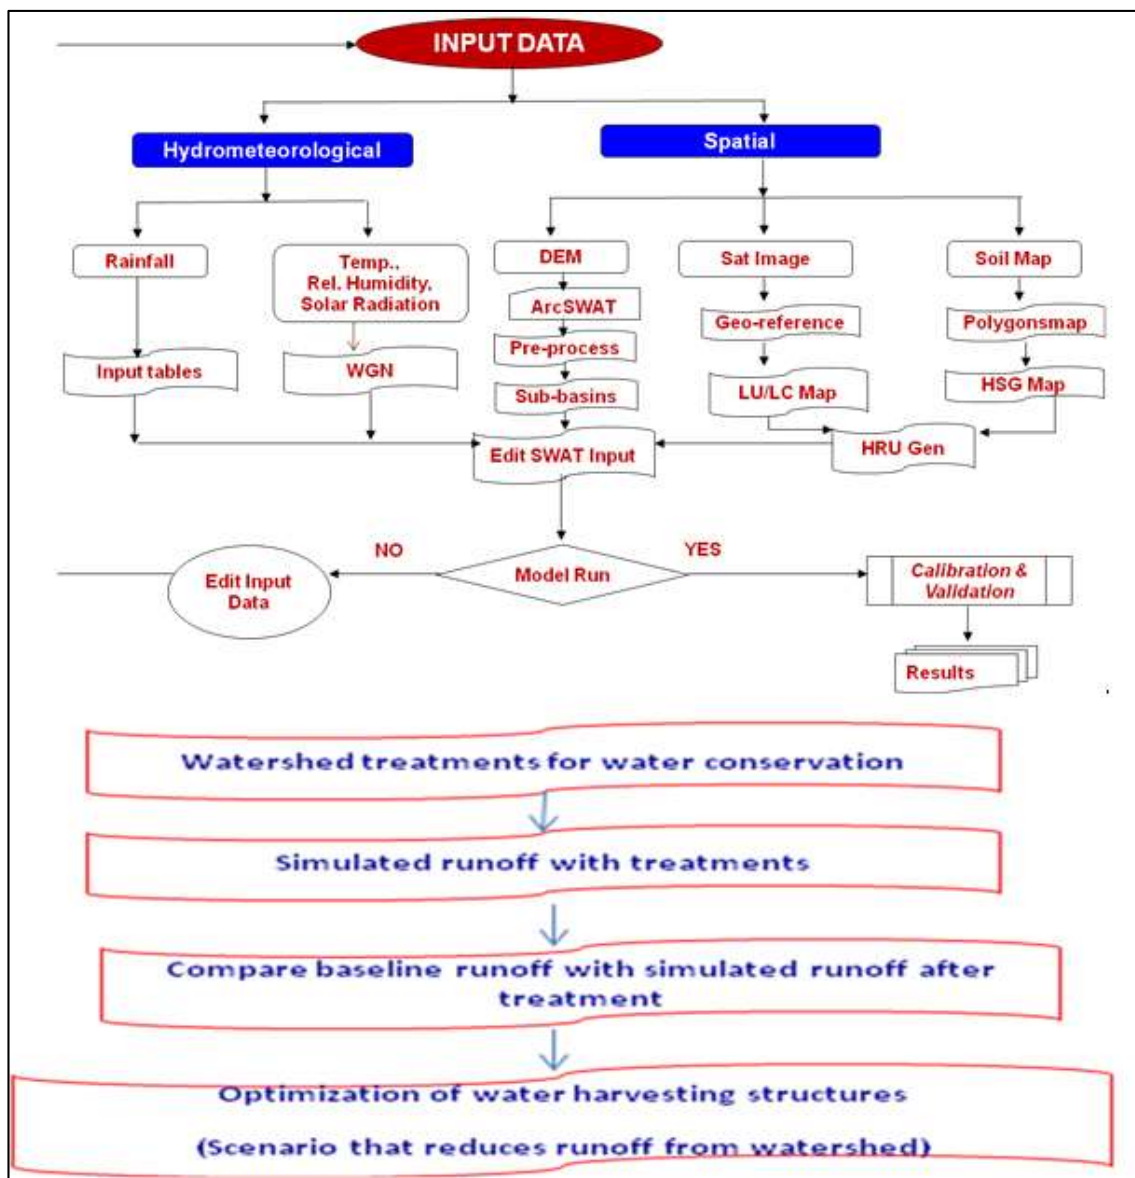 INPUT DATA
Hydrometeorological
Spatial
Rainfall
Temp.,
Rel. Humidity,
Solar Radiation
DEM
Sat Image
Soil Map
ArcSWAT
Geo-reference
Polygonsmap
Pre-process
Input tables
WGN
Sub-basins
LU/LC Map
HSG Map
Edit SWAT Input
HRU Gen
NO
YES
Edit Input
Data
Model Run
Calibration &
Validation
Results
Watershed treatments for water conservation
Simulated runoff with treatments
Compare baseline runoff with simulated runoff after
treatment
Optimization of water harvesting structures
(Scenario that reduces runoff from watershed)